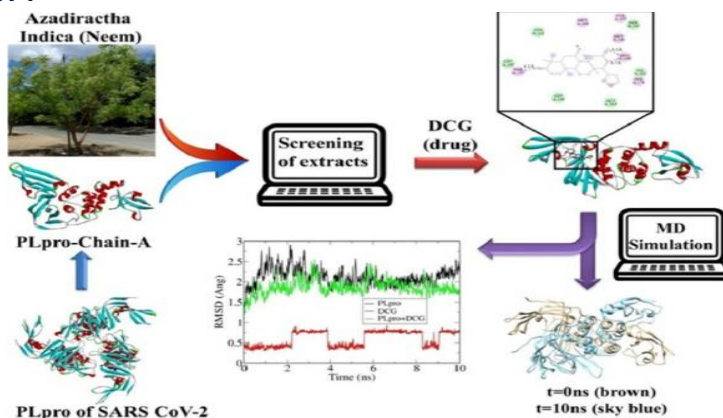 Azadiractha
Indica (Neem)
Screening
of extracts
DCG
(drug)
PLpro-Chain-A
MD
Simulation
RMSD (Ang)
3
2.5
2
1.5
1
0.5
0
PLpro
DCG
PLpro+DCG
0
2
4
6
8
10
Time (ns)
PLpro of SARS CoV-2
t=0ns (brown)
t=10ns (sky blue)